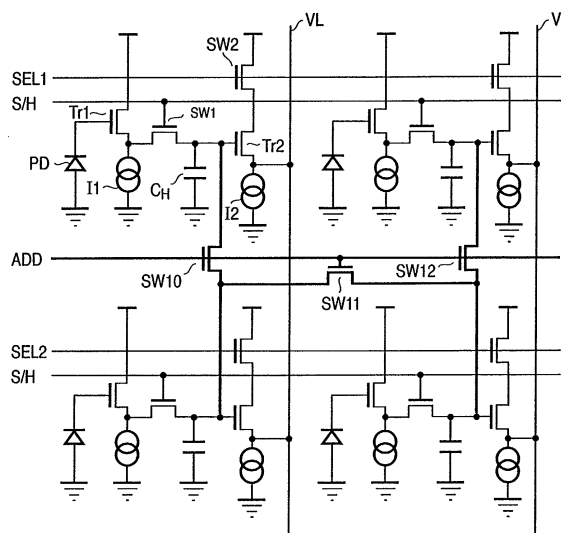 VL
V
SW2
SEL1
S/H
Tr1
SW1
Tr2
PD
I1
CH
I2
ADD
SW10
SW11
SW12
SEL2
S/H